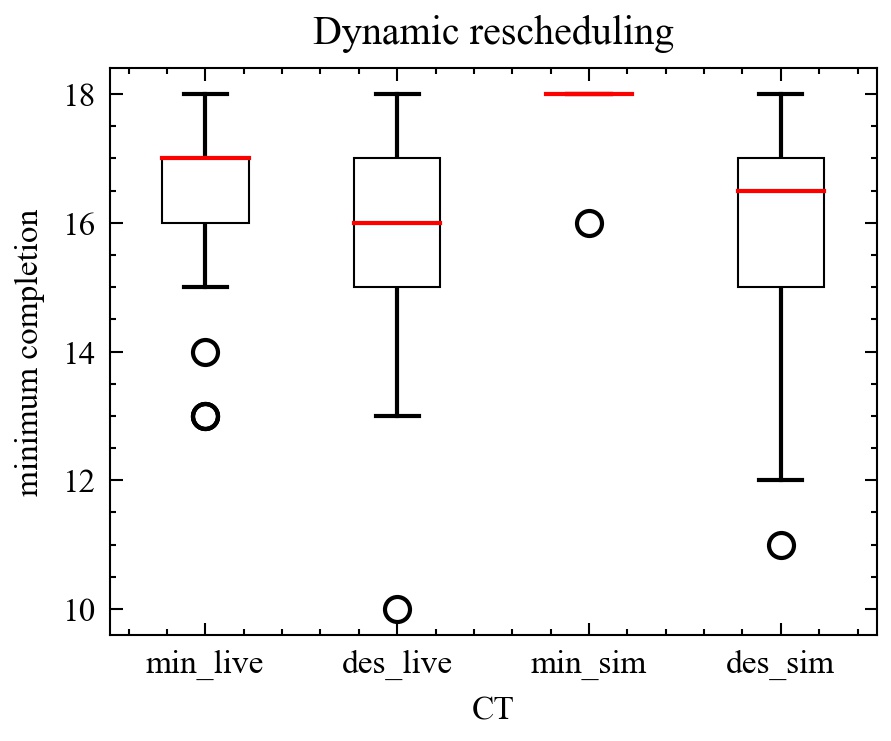 Dynamic rescheduling
18
16
14
12
10
minimum completion
min_live
des_live
min_sim
des_sim
CT